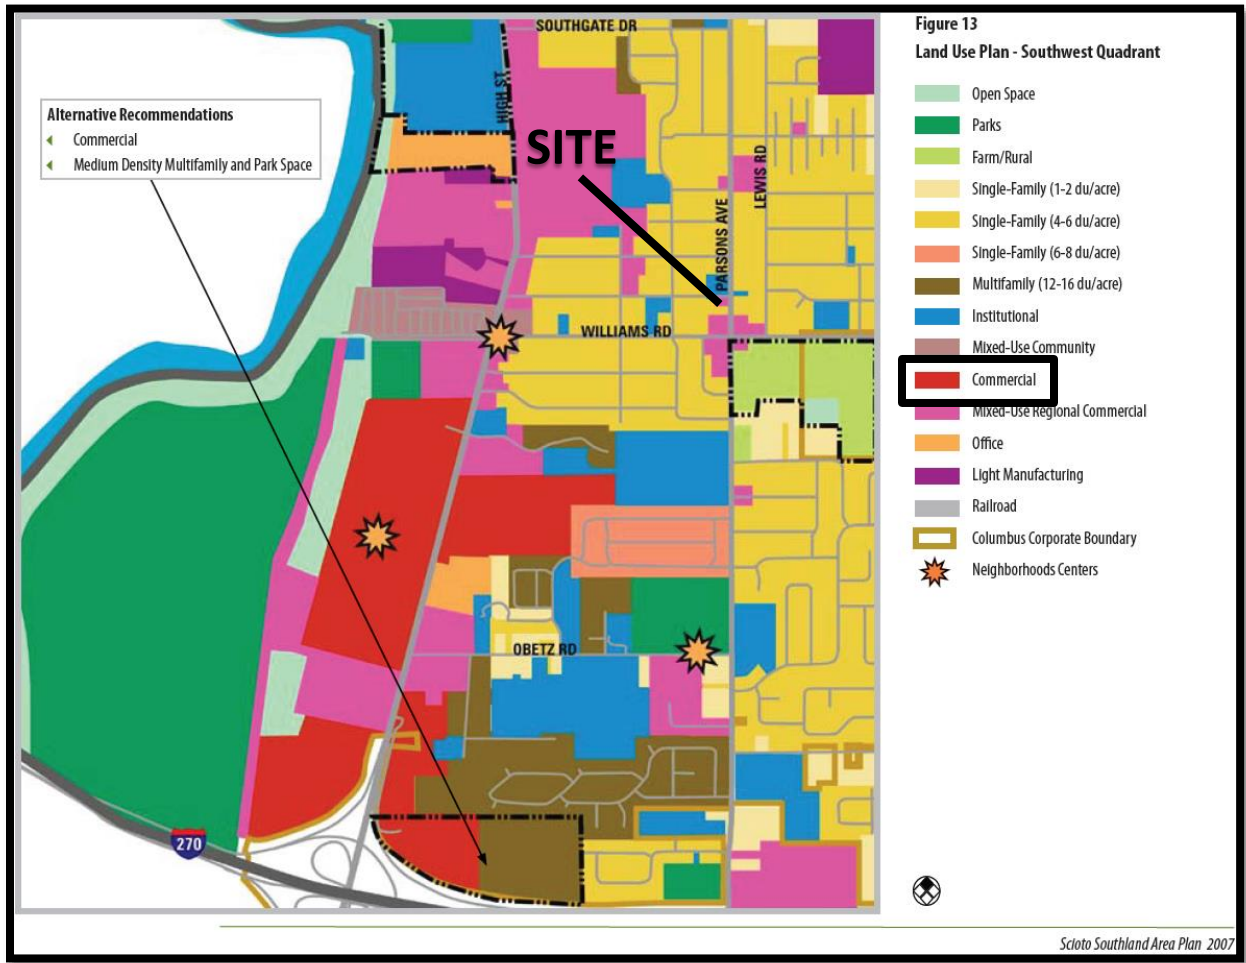 Figure 13
Land Use Plan - Southwest Quadrant
Open Space
Parks
Farm/Rural
Single-Family (1-2 du/acre)
Single-Family (4-6 du/acre)
Single-Family (6-8 du/acre)
Multifamily (12-16 du/acre)
Institutional
Mixed-Use Community
Commercial
Mixed-Use Regional Commercial
Office
Light Manufacturing
Railroad
Columbus Corporate Boundary
Neighborhoods Centers
Alternative Recommendations
Commercial
Medium Density Multifamily and Park Space
SOUTHGATE DR
HIGH ST
SITE
LEWIS RD
PARSONS AVE
WILLIAMS RD
OBETZ RD
270
Scioto Southland Area Plan 2007